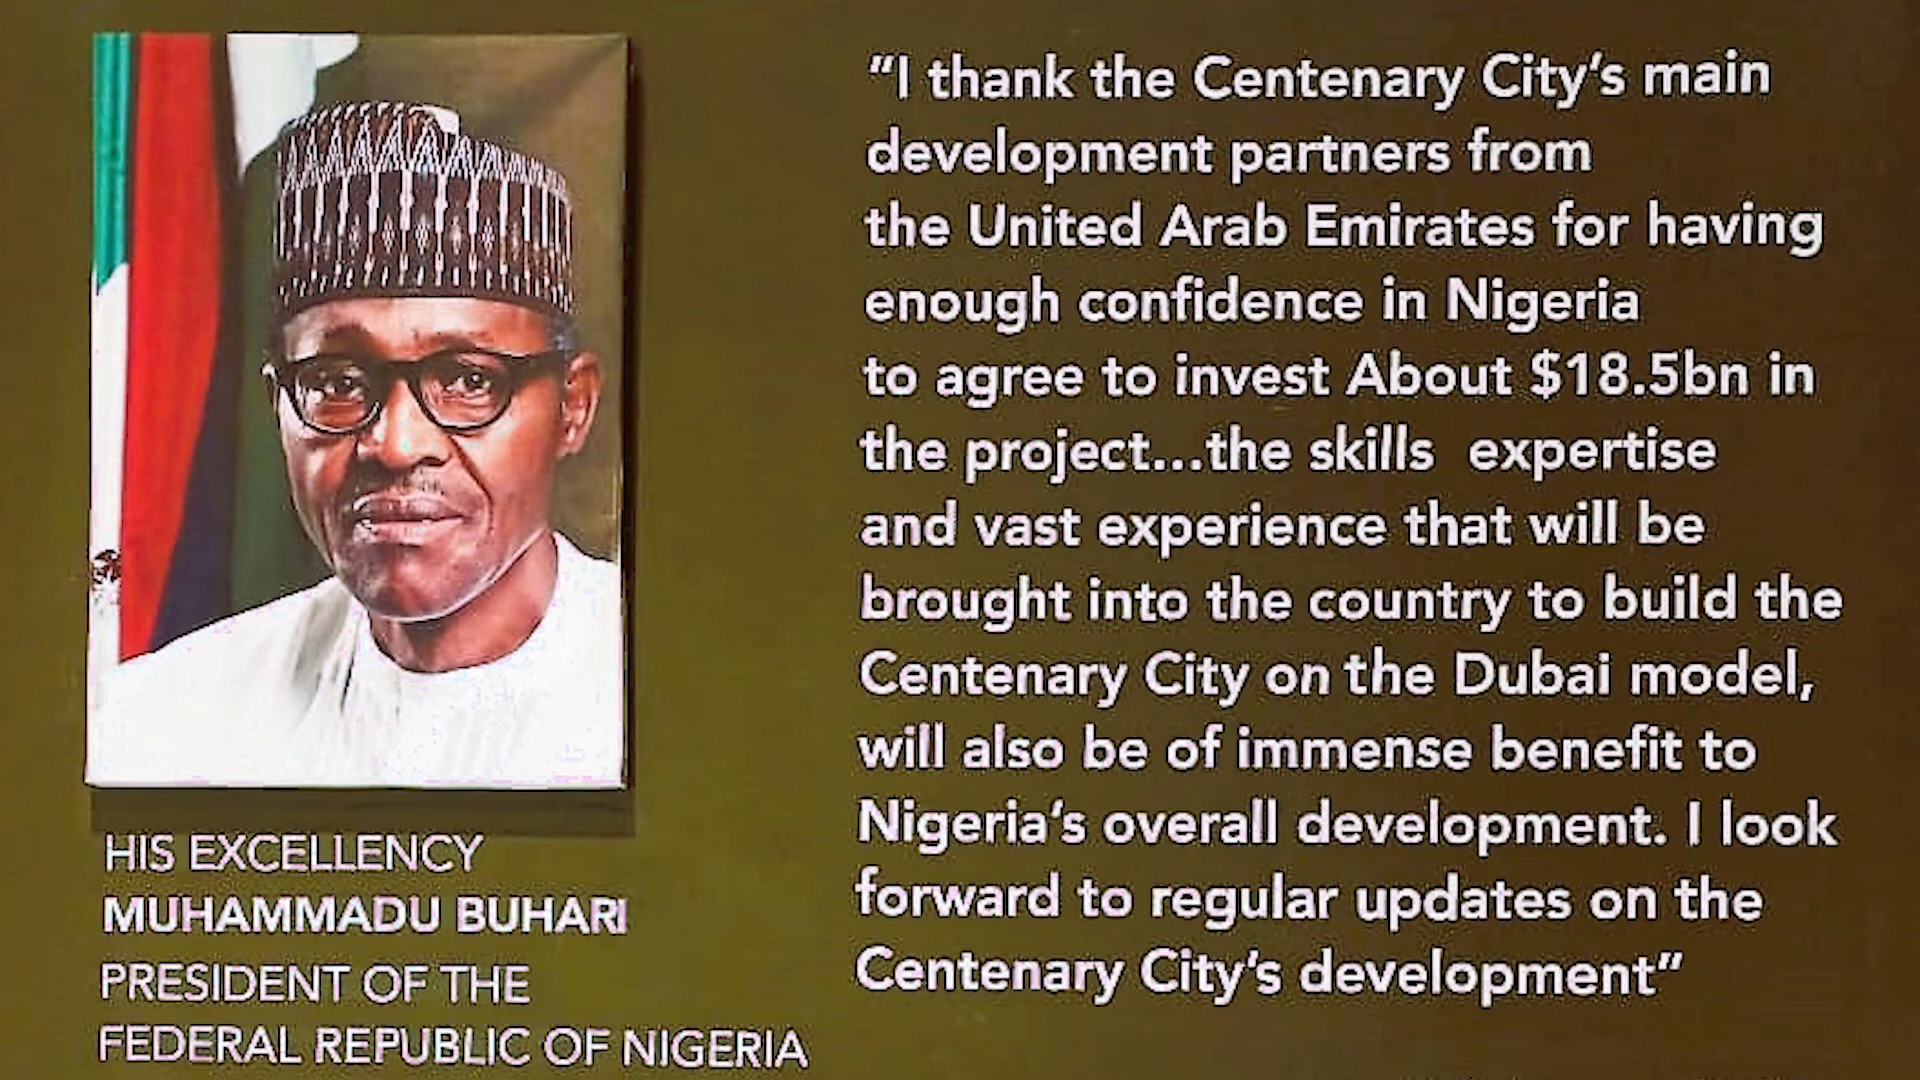 HIS EXCELLENCY
MUHAMMADU BUHARI
PRESIDENT OF THE
FEDERAL REPUBLIC OF NIGERIA
“I thank the Centenary City’s main
development partners from
the United Arab Emirates for having
enough confidence in Nigeria
to agree to invest About $18.5bn in
the project...the skills  expertise
and vast experience that will be
brought into the country to build the
Centenary City on the Dubai model,
will also be of immense benefit to
Nigeria’s overall development. I look
forward to regular updates on the
Centenary City’s development”